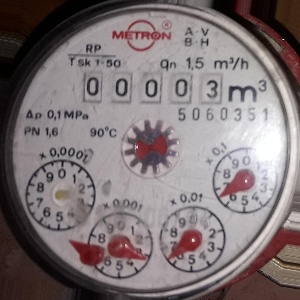 METRON ®
A-V
B-H
RP
Tsk 1-50
qn 1,5 m³/h
00003 m³
Δp 0,1 MPa
5060351
PN 1,6
90°C
x 0,0001
x 0,1
x 0.001
x 0,01